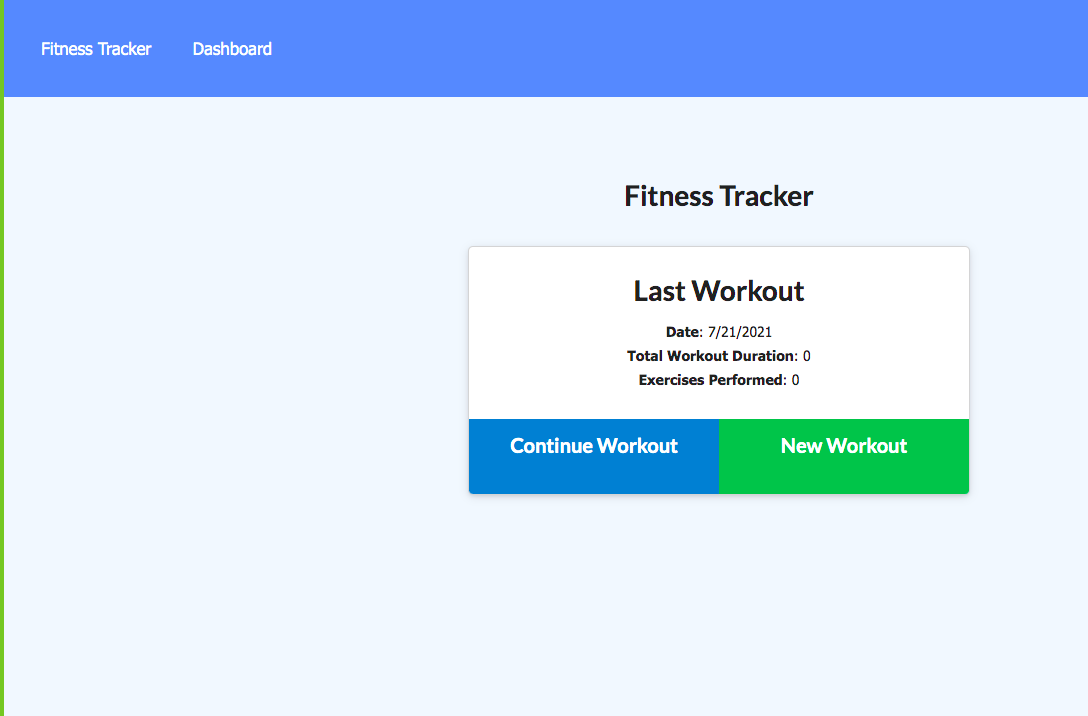 Fitness Tracker Dashboard
Fitness Tracker
Last Workout
Date: 7/21/2021
Total Workout Duration: 0
Exercises Performed: 0
Continue Workout New Workout